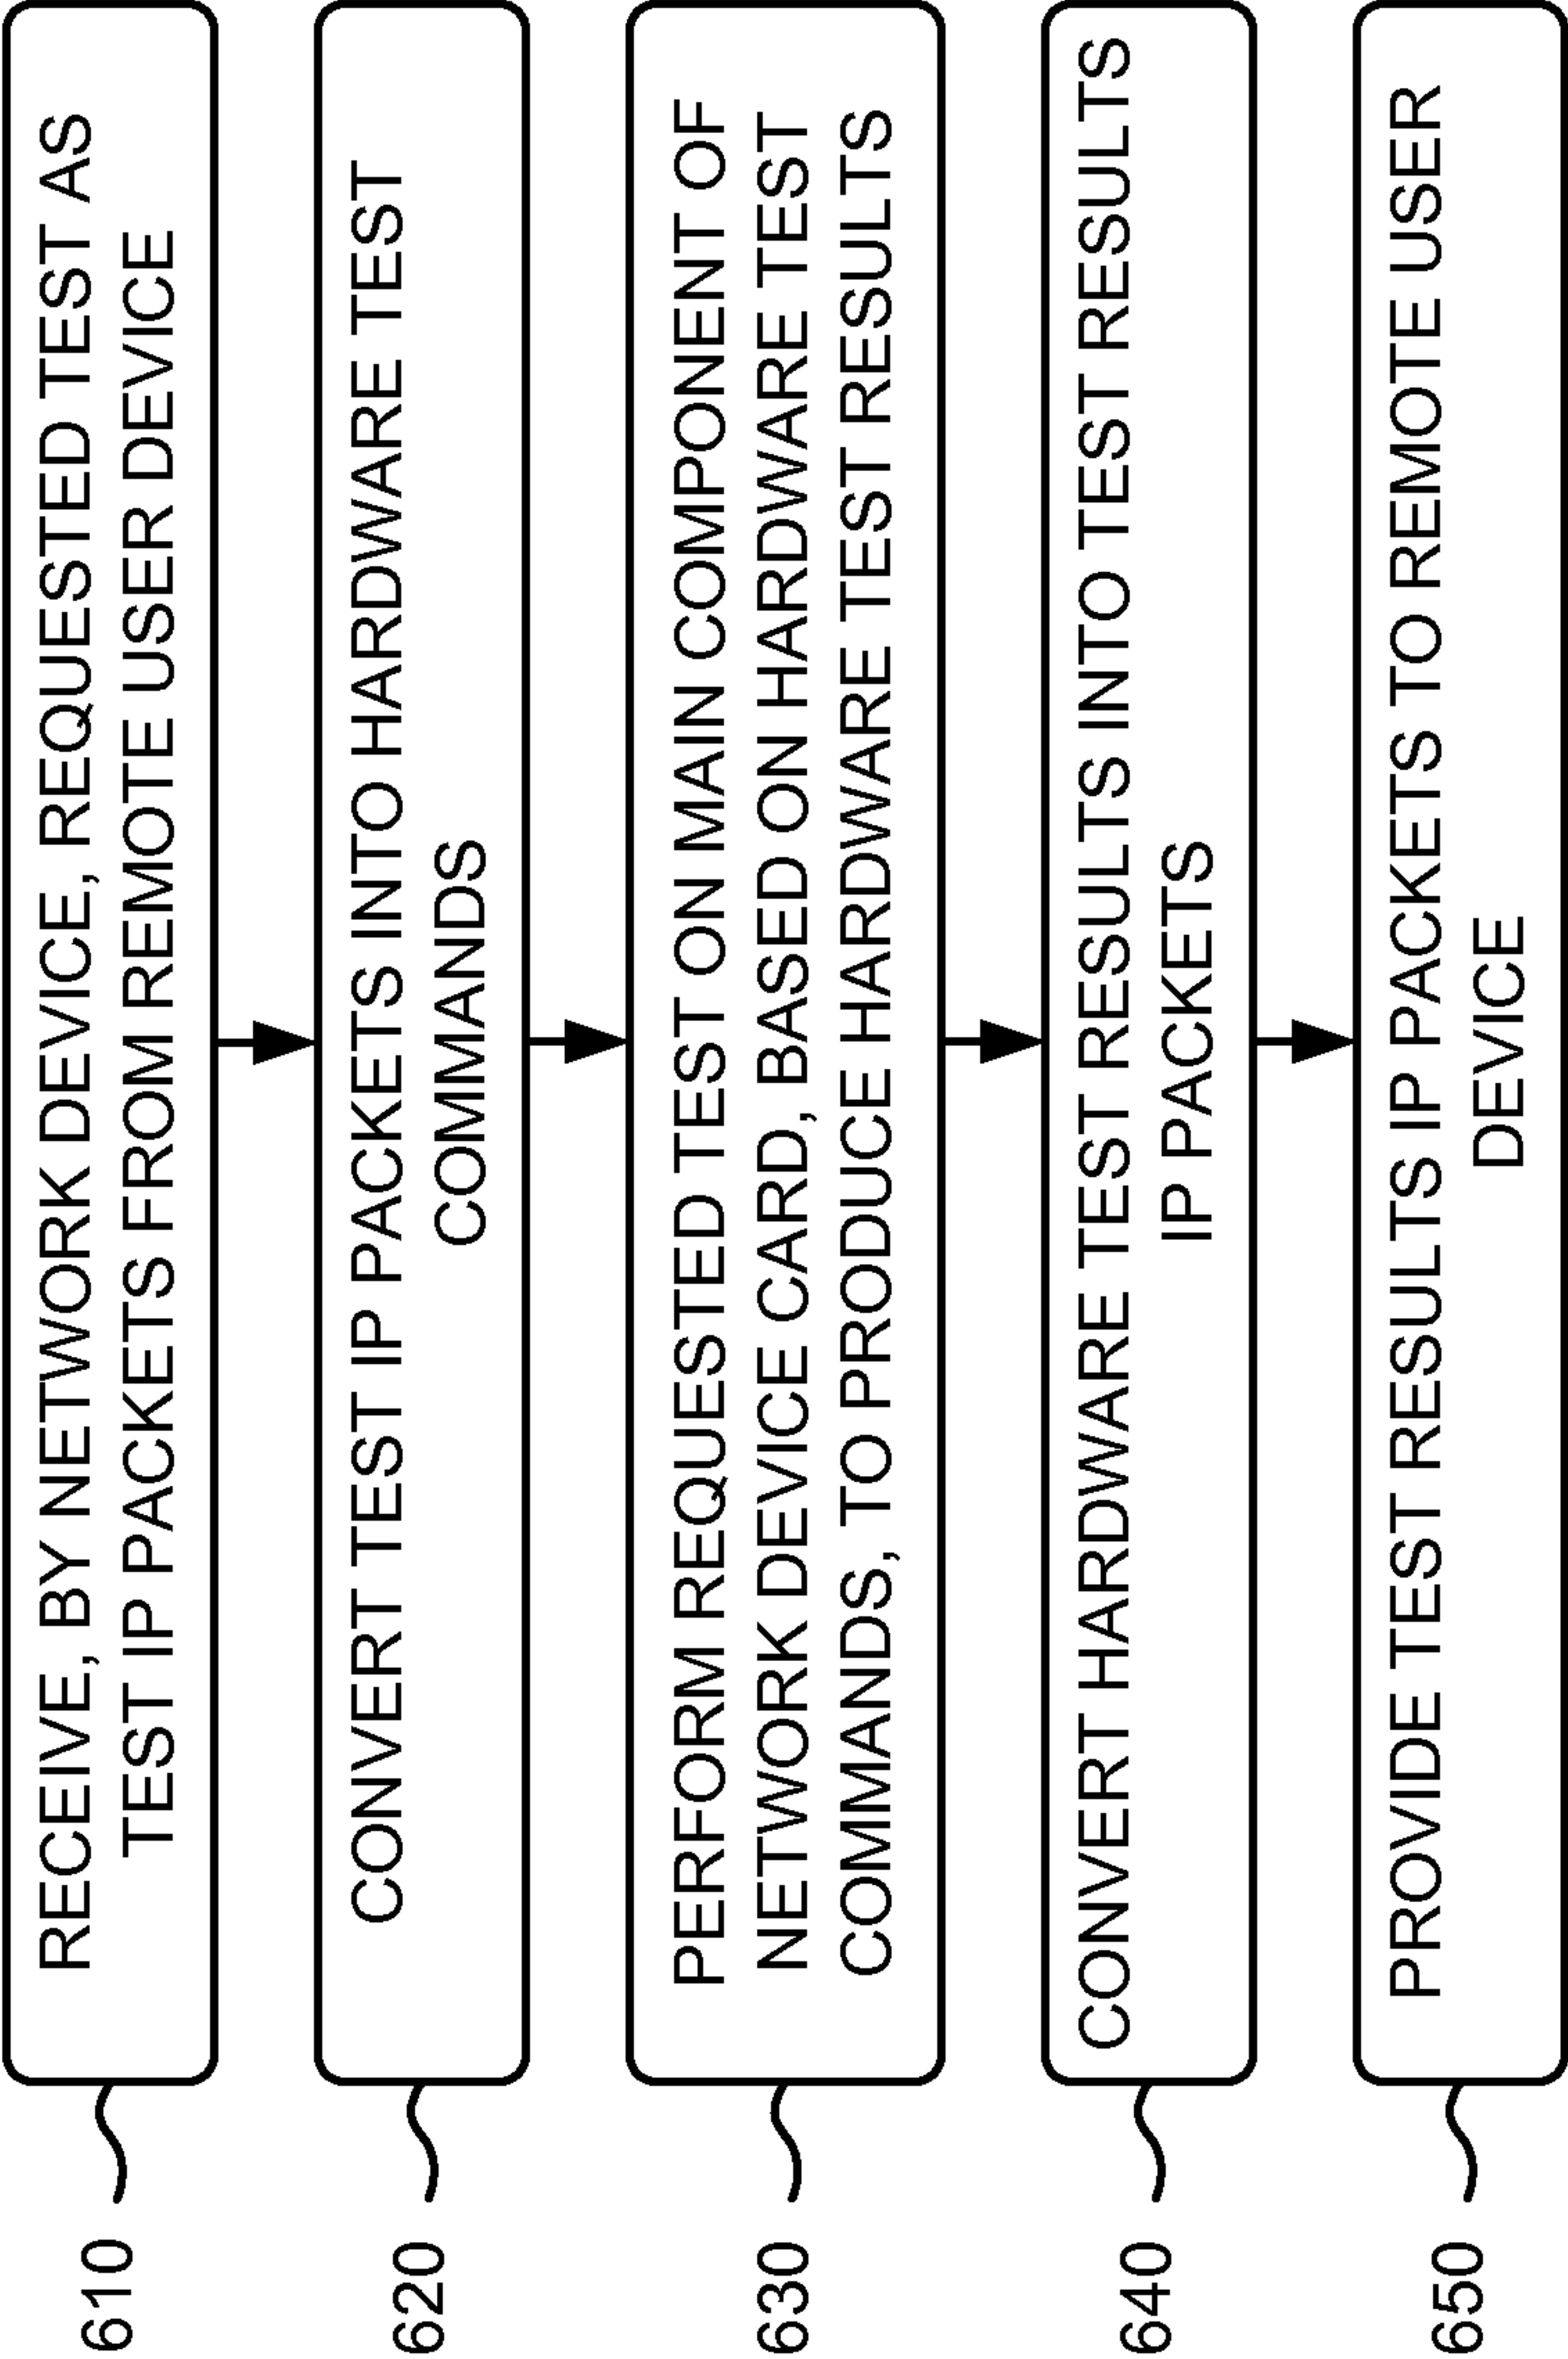 610
RECEIVE, BY NETWORK DEVICE, REQUESTED TEST AS
TEST IP PACKETS FROM REMOTE USER DEVICE
620
CONVERT TEST IP PACKETS INTO HARDWARE TEST
COMMANDS
630
PERFORM REQUESTED TEST ON MAIN COMPONENT OF
NETWORK DEVICE CARD, BASED ON HARDWARE TEST
COMMANDS, TO PRODUCE HARDWARE TEST RESULTS
640
CONVERT HARDWARE TEST RESULTS INTO TEST RESULTS
IP PACKETS
650
PROVIDE TEST RESULTS IP PACKETS TO REMOTE USER
DEVICE